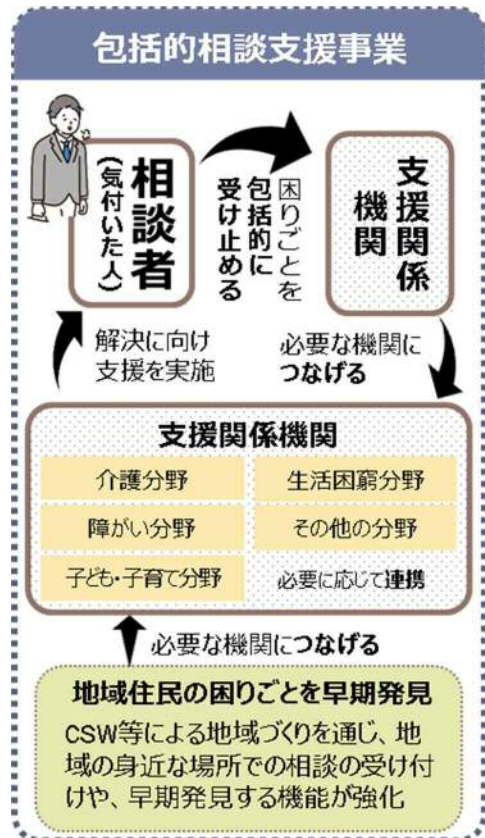 包括的相談支援事業
相談者
(気付いた人)
困りごとを
包括的に
受け止める
支援関係
機関
解決に向け
支援を実施
必要な機関に
つなげる
支援関係機関
介護分野
生活困窮分野
障がい分野
その他の分野
子ども・子育て分野
必要に応じて連携
必要な機関につなげる
地域住民の困りごとを早期発見
CSW等による地域づくりを通じ、地
域の身近な場所での相談の受け付
けや、早期発見する機能が強化